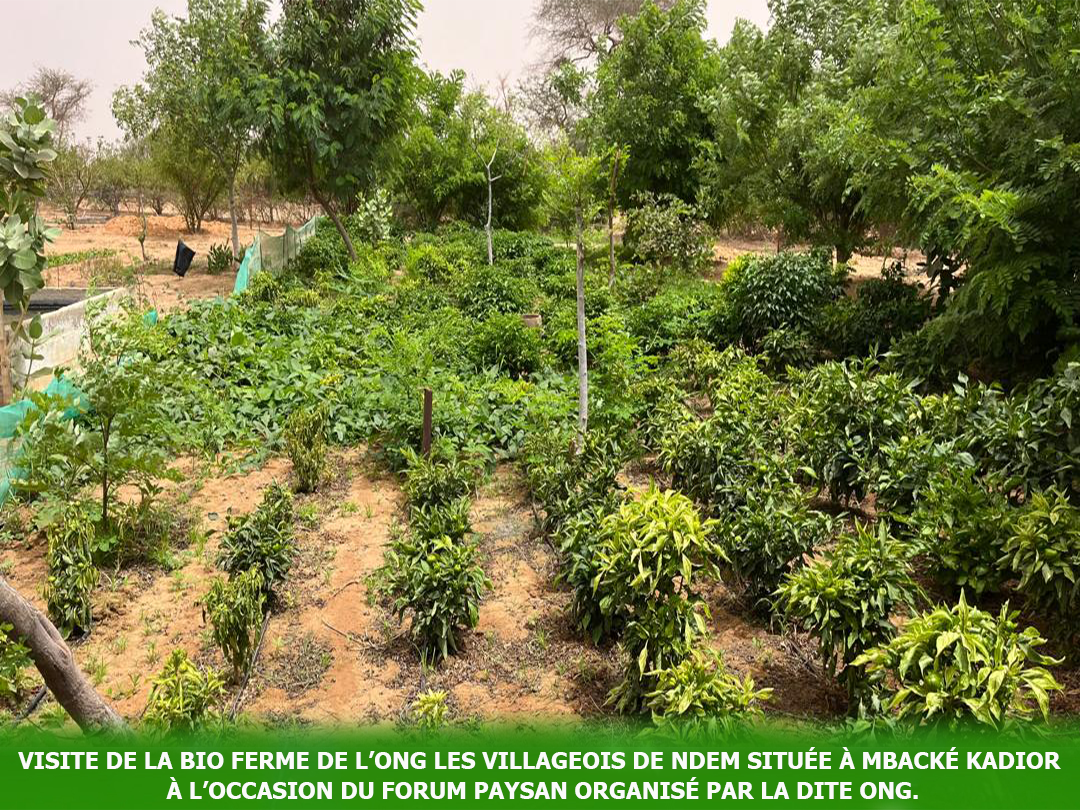 VISITE DE LA BIO FERME DE L’ONG LES VILLAGEOIS DE NDEM SITUÉE À MBACKÉ KADIOR
À L’OCCASION DU FORUM PAYSAN ORGANISÉ PAR LA DITE ONG.